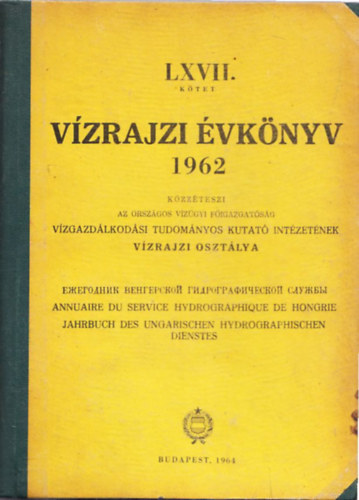 LXVII.
KÖTET
VÍZRAJZI ÉVKÖNYV
1962
KÖZZÉTESZI
AZ ORSZÁGOS VÍZÜGYI FŐIGAZGATÓSÁG
VÍZGAZDÁLKODÁSI TUDOMÁNYOS KUTATÓ INTÉZETÉNEK
VÍZRAJZI OSZTÁLYA
ЕЖЕГОДНИК ВЕНГЕРСКОЙ ГИДРОГРАФИЧЕСКОЙ СЛУЖБЫ
ANNUAIRE DU SERVICE HYDROGRAPHIQUE DE HONGRIE
JAHRBUCH DES UNGARISCHEN HYDROGRAPHISCHEN
DIENSTES
BUDAPEST, 1964